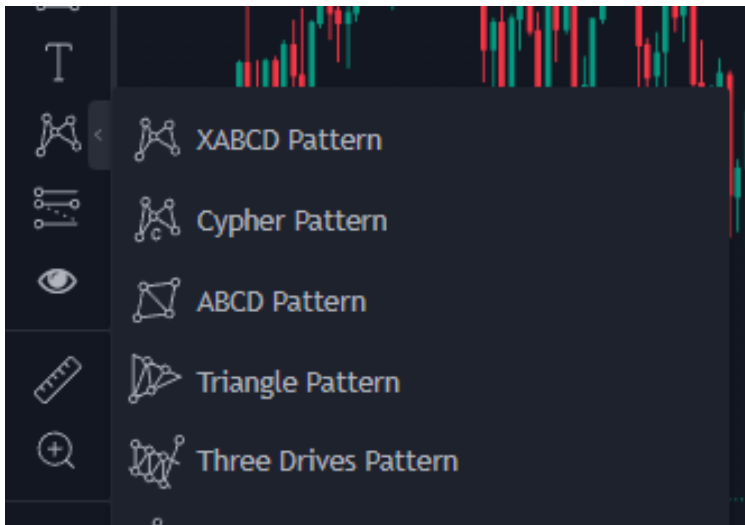 T
XABCD Pattern
Cypher Pattern
ABCD Pattern
Triangle Pattern
Three Drives Pattern